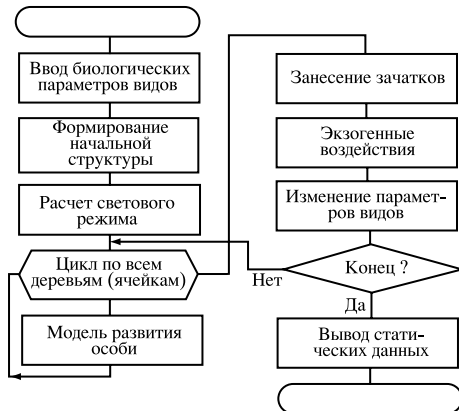 Ввод биологических
параметров видов
Формирование
начальной
структуры
Расчет светового
режима
Цикл по всем
деревьям (ячейкам)
Модель развития
особи
Занесение зачатков
Экзогенные
воздействия
Изменение парамет-
ров видов
Конец ?
Нет
Да
Вывод стати-
ческих данных